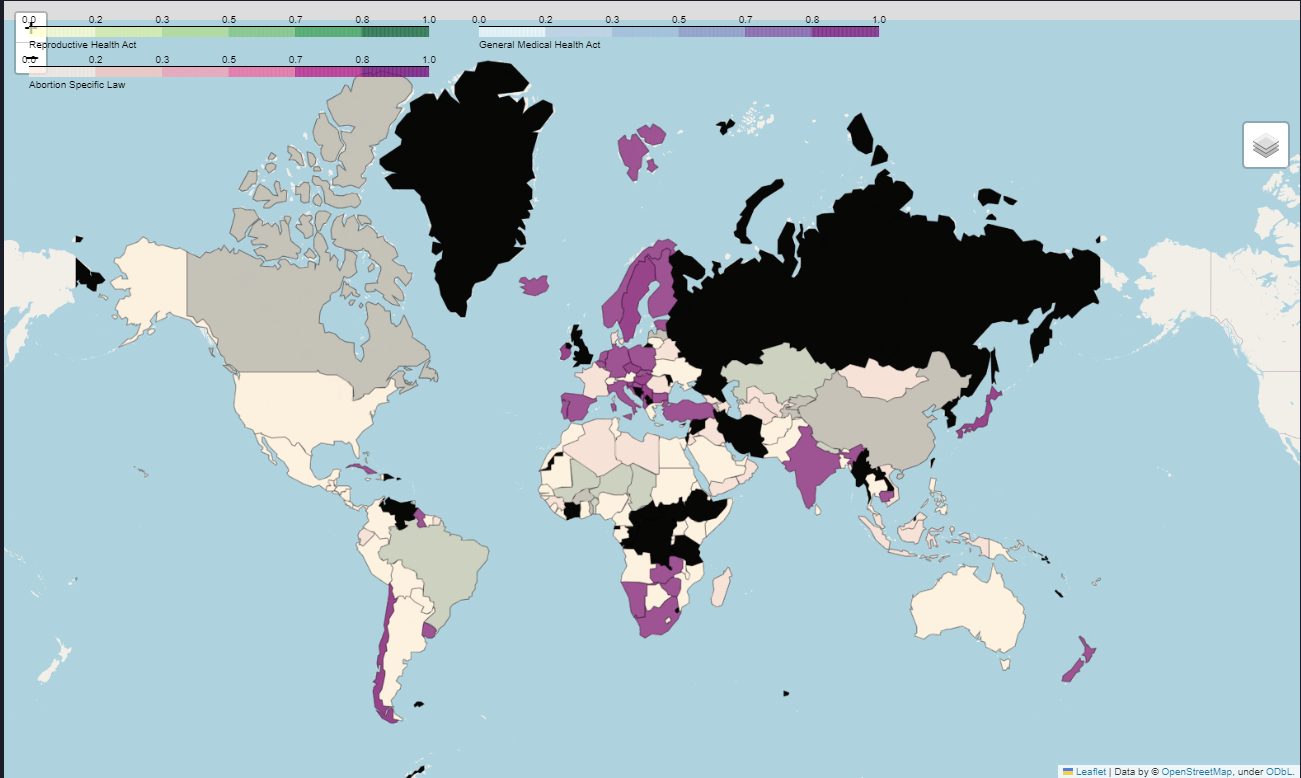 0.0 0.2 0.3 0.5 0.7 0.8 1.0
Reproductive Health Act
0.0 0.2 0.3 0.5 0.7 0.8 1.0
General Medical Health Act
0.0 0.2 0.3 0.5 0.7 0.8 1.0
Abortion Specific Law
Leaflet | Data by © OpenStreetMap, under ODbL.